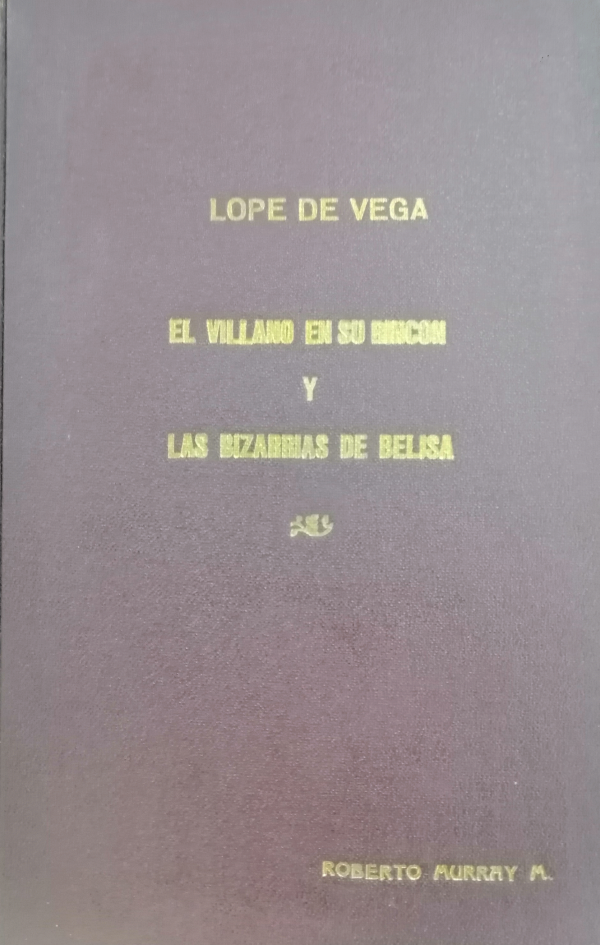 LOPE DE VEGA
EL VILLANO EN SU RINCON
Y
LAS BIZARRIAS DE BELISA
ROBERTO MURRAY M.